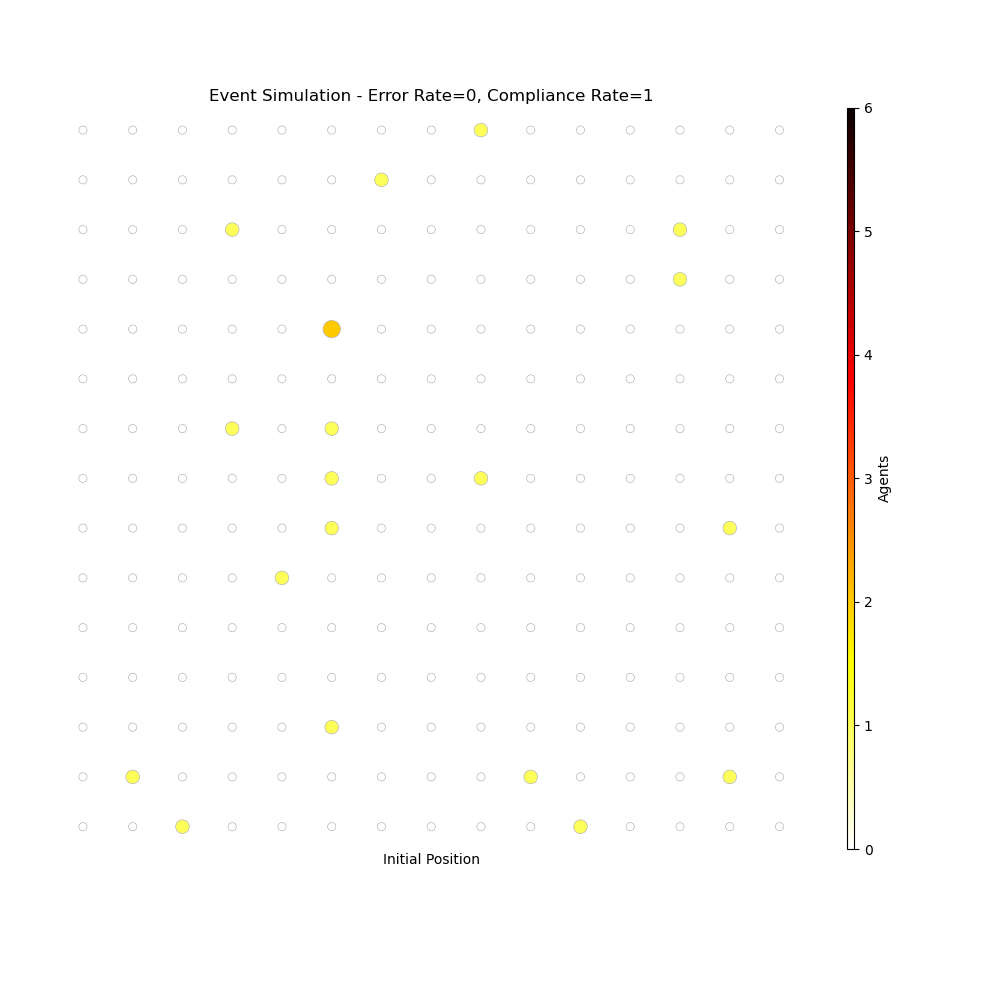 Event Simulation - Error Rate=0, Compliance Rate=1
6
5
4
3
2
1
0
Agents
Initial Position